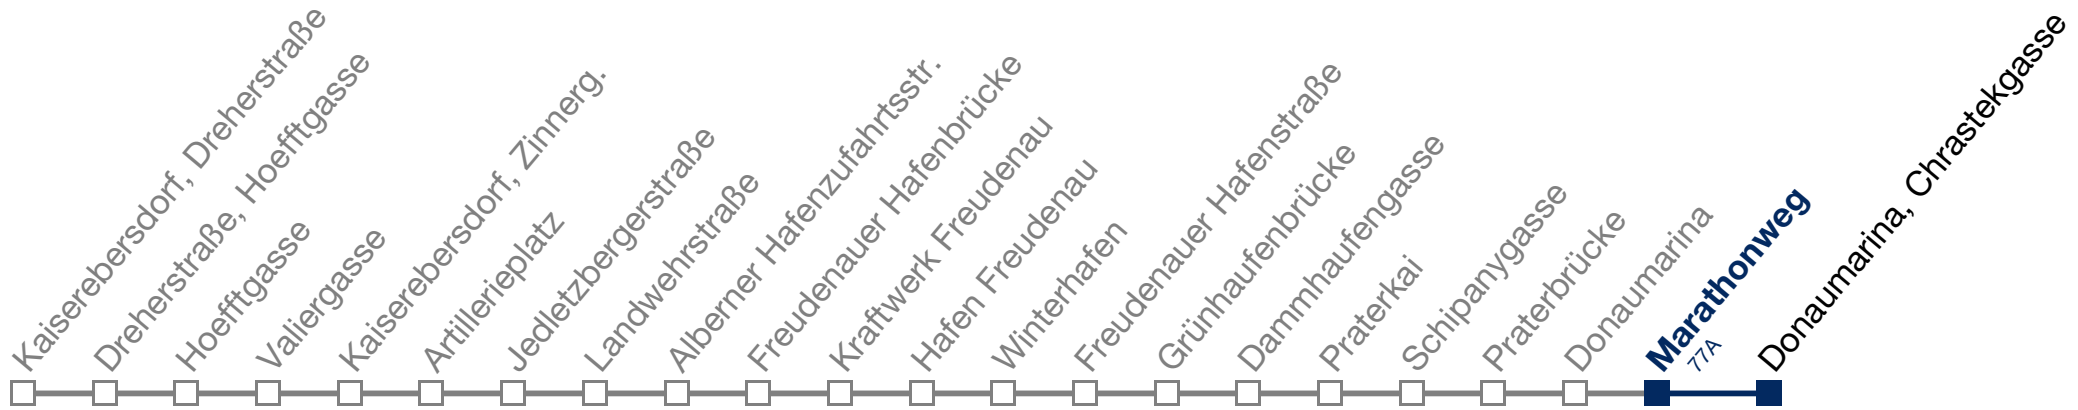 Kaiserebersdorf, Dreherstraße
Dreherstraße, Hoefftgasse
Hoefftgasse
Valiergasse
Kaiserebersdorf, Zinnerg.
Artillerieplatz
Jedletzbergerstraße
Landwehrstraße
Alberner Hafenzufahrtsstr.
Freudenauer Hafenbrücke
Kraftwerk Freudenau
Hafen Freudenau
Winterhafen
Freudenauer Hafenstraße
Grünhaufenbrücke
Dammhaufengasse
Praterkai
Schipanygasse
Praterbrücke
Donaumarina
Marathonweg
77A
Donaumarina, Chrastekgasse